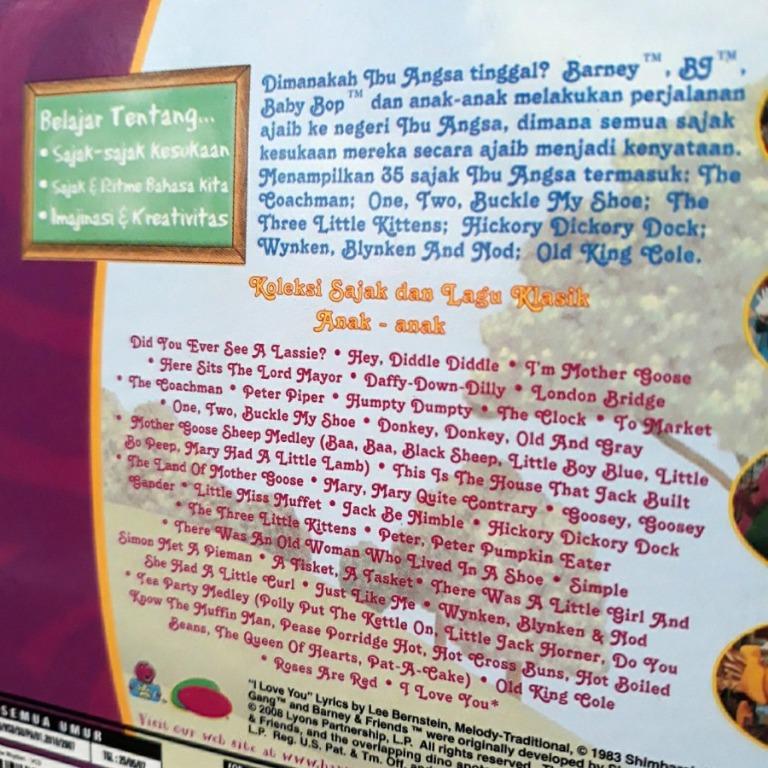 Belajar Tentang...
• Sajak-sajak Kesukaan
• Sajak & Ritme Bahasa Kita
• Imajinasi & Kreativitas
Dimanakah Ibu Angsa tinggal? Barney™, BJ™,
Baby Bop™ dan anak-anak melakukan perjalanan
ajaib ke negeri Ibu Angsa, dimana semua sajak
kesukaan mereka secara ajaib menjadi kenyataan.
Menampilkan 35 sajak Ibu Angsa termasuk: The
Coachman; One, Two, Buckle My Shoe; The
Three Little Kittens; Hickory Dickory Dock;
Wynken, Blynken And Nod; Old King Cole.
Koleksi Sajak dan Lagu Klasik
Anak - anak
Did You Ever See A Lassie? • Hey, Diddle Diddle • I'm Mother Goose
• Here Sits The Lord Mayor • Daffy-Down-Dilly • London Bridge
• The Coachman • Peter Piper • Humpty Dumpty • The Clock • To Market
• One, Two, Buckle My Shoe • Donkey, Donkey, Old And Gray
• Mother Goose Sheep Medley (Baa, Baa, Black Sheep, Little Boy Blue, Little
Bo Peep, Mary Had A Little Lamb) • This Is The House That Jack Built
• The Land Of Mother Goose • Mary, Mary Quite Contrary • Goosey, Goosey
Gander • Little Miss Muffet • Jack Be Nimble • Hickory Dickory Dock
• The Three Little Kittens • Peter, Peter Pumpkin Eater
• There Was An Old Woman Who Lived In A Shoe • Simple
Simon Met A Pieman • A Tisket, A Tasket • There Was A Little Girl And
She Had A Little Curl • Just Like Me • Wynken, Blynken & Nod
• Tea Party Medley (Polly Put The Kettle On, Little Jack Horner, Do You
Know The Muffin Man, Pease Porridge Hot, Hot Cross Buns, Hot Boiled
Beans, The Queen Of Hearts, Pat-A-Cake) • Old King Cole
• Roses Are Red • I Love You*
"I Love You" Lyrics by Lee Bernstein, Melody-Traditional, © 1983
Gang™ and Barney & Friends™ were originally developed by
© 2008 Lyons Partnership, L.P. All rights reserved.
& Friends, and the overlapping dino
L.P. Reg. U.S. Pat. & Tm. Off.
Visit our web site at
SEMUA UMUR